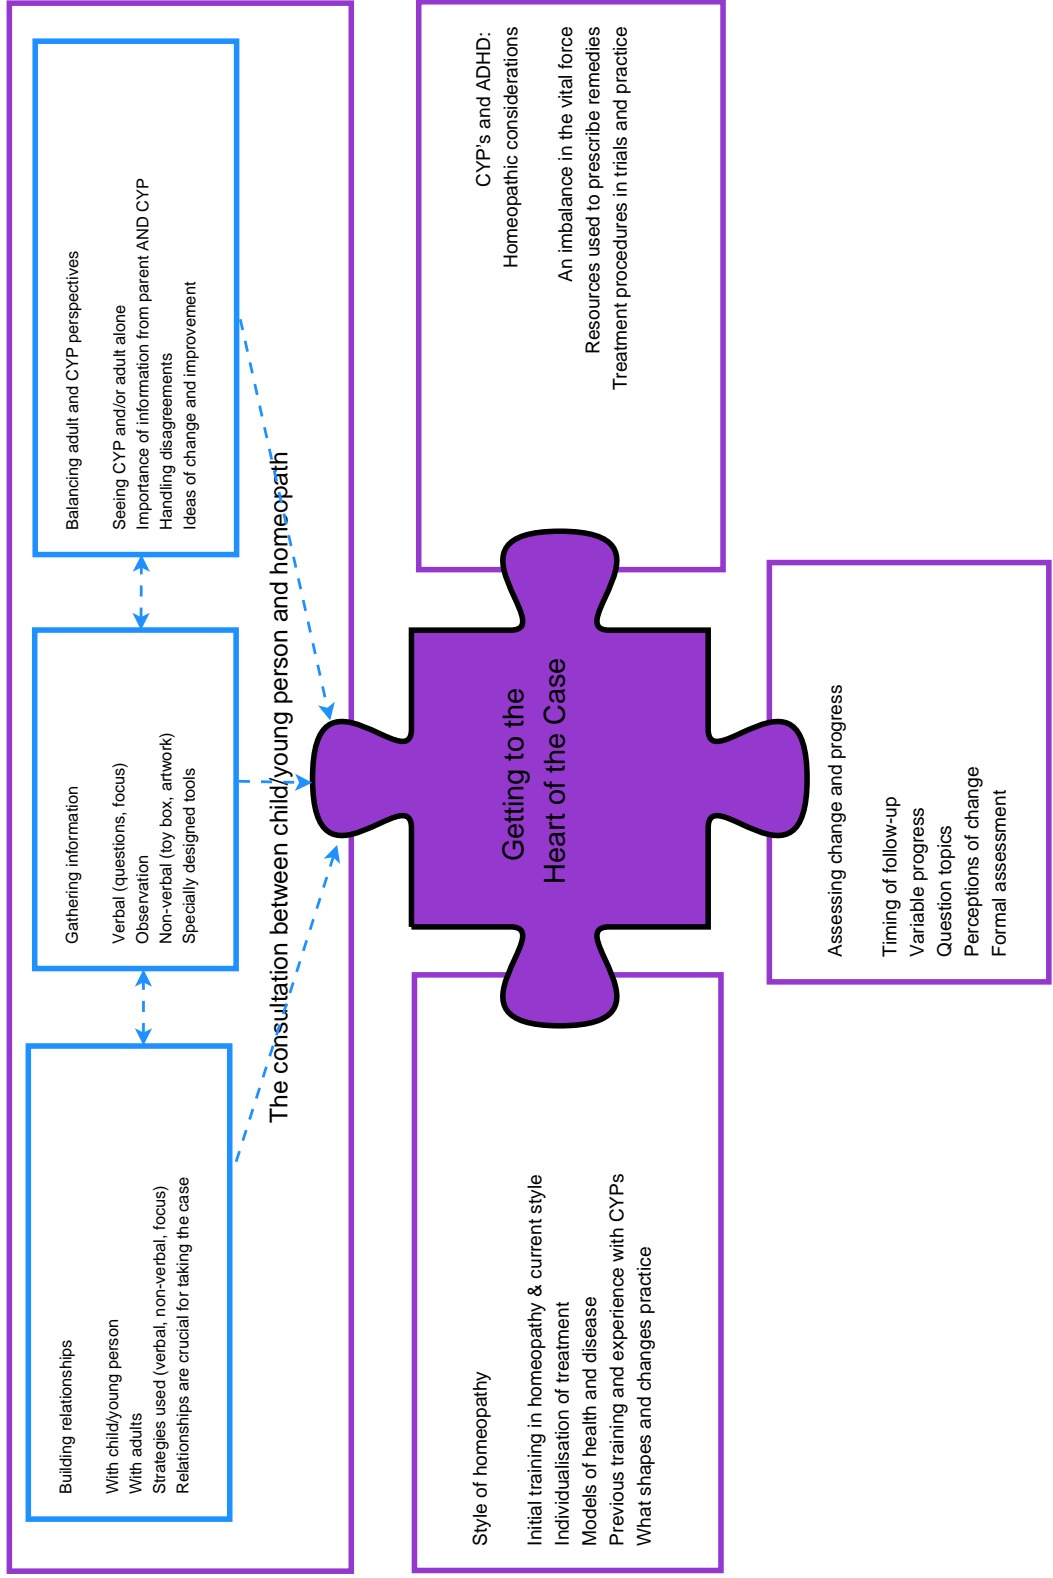 Building relationships
With child/young person
With adults
Strategies used (verbal, non-verbal, focus)
Relationships are crucial for taking the case
Gathering information
Verbal (questions, focus)
Observation
Non-verbal (toy box, artwork)
Specially designed tools
Balancing adult and CYP perspectives
Seeing CYP and/or adult alone
Importance of information from parent AND CYP
Handling disagreements
Ideas of change and improvement
The consultation between child/young person and homeopath
Style of homeopathy
Initial training in homeopathy & current style
Individualisation of treatment
Models of health and disease
Previous training and experience with CYPs
What shapes and changes practice
Getting to the
Heart of the Case
CYP's and ADHD:
Homeopathic considerations
An imbalance in the vital force
Resources used to prescribe remedies
Treatment procedures in trials and practice
Assessing change and progress
Timing of follow-up
Variable progress
Question topics
Perceptions of change
Formal assessment